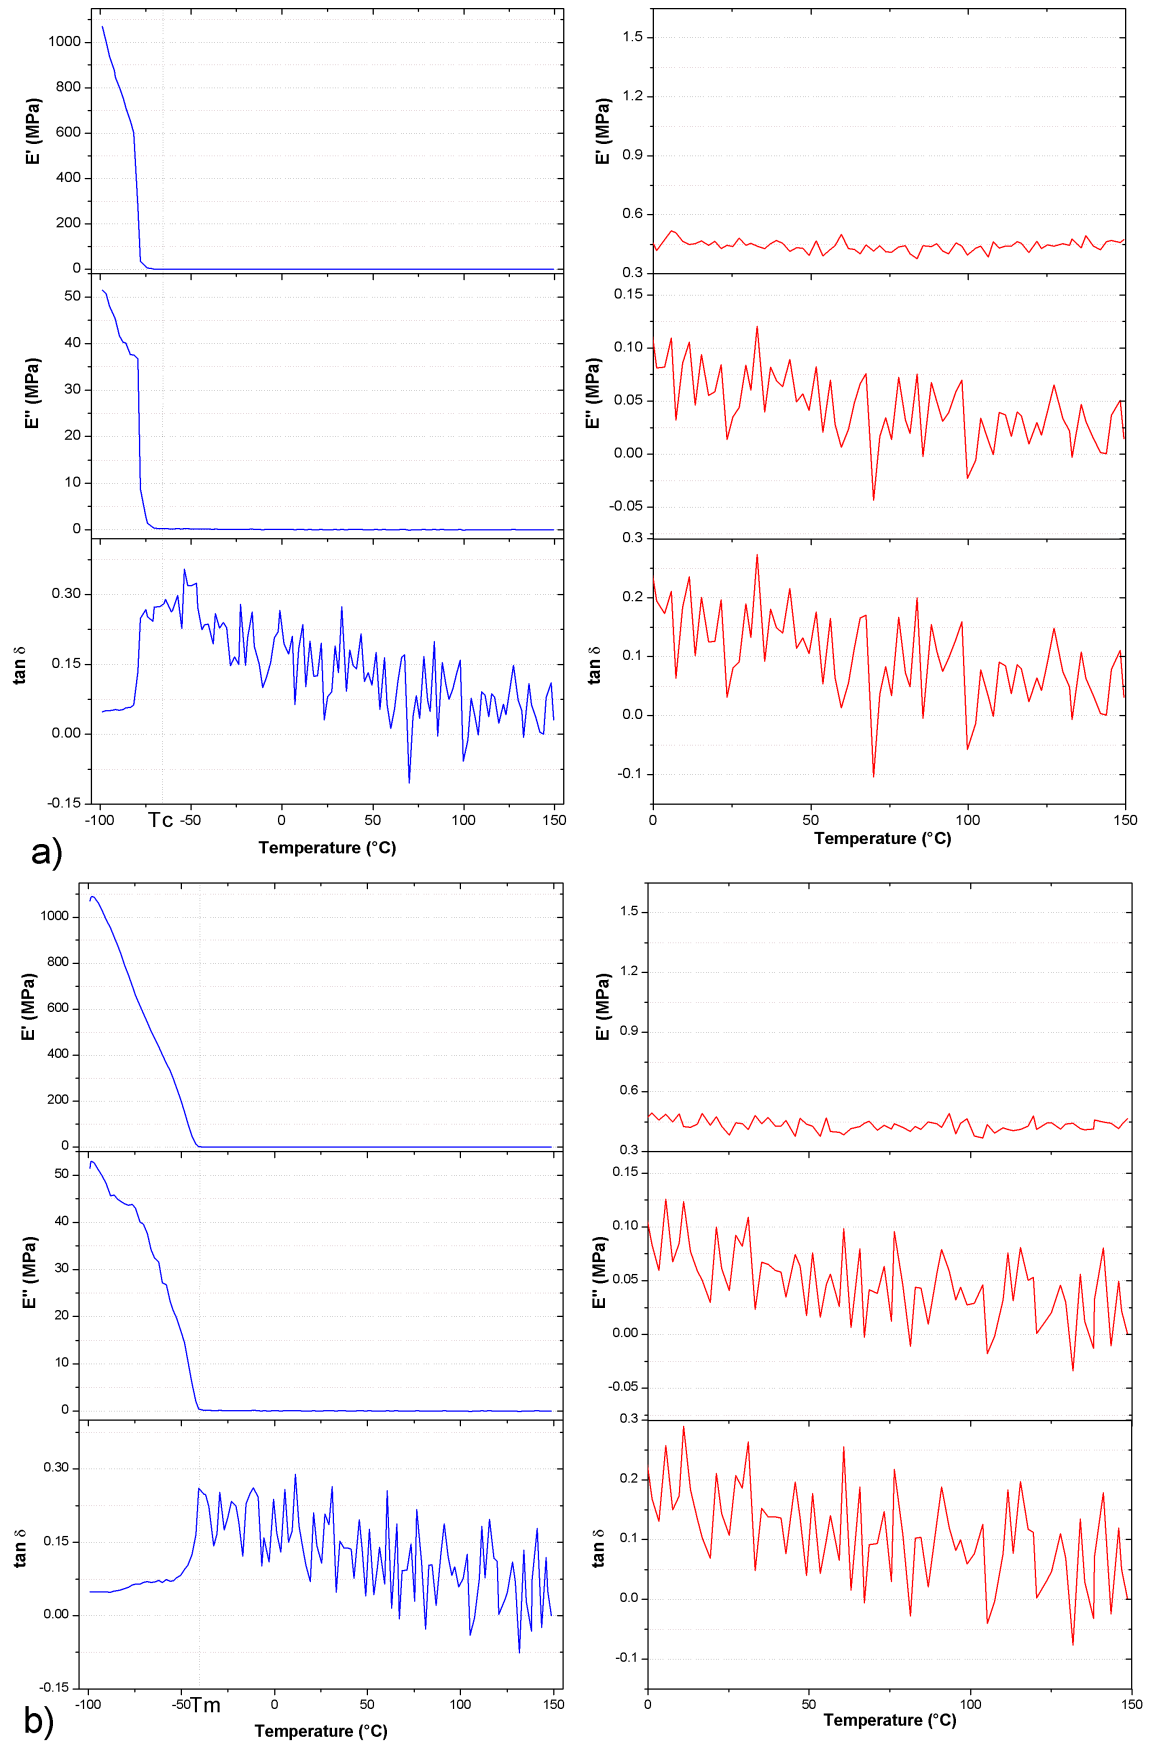 1000
800
600
400
200
0
E' (MPa)
1.5
1.2
0.9
0.6
0.3
E' (MPa)
50
40
30
20
10
0
E'' (MPa)
0.15
0.10
0.05
0.00
-0.05
E'' (MPa)
0.30
0.15
0.00
-0.15
tan δ
0.3
0.2
0.1
0.0
-0.1
tan δ
-100 Tc -50 0 50 100 150
Temperature (°C)
0 50 100 150
Temperature (°C)
a)
1000
800
600
400
200
0
E' (MPa)
1.5
1.2
0.9
0.6
0.3
E' (MPa)
50
40
30
20
10
0
E'' (MPa)
0.15
0.10
0.05
0.00
-0.05
E'' (MPa)
0.30
0.15
0.00
-0.15
tan δ
0.3
0.2
0.1
0.0
-0.1
tan δ
-100 -50 Tm 0 50 100 150
Temperature (°C)
0 50 100 150
Temperature (°C)
b)